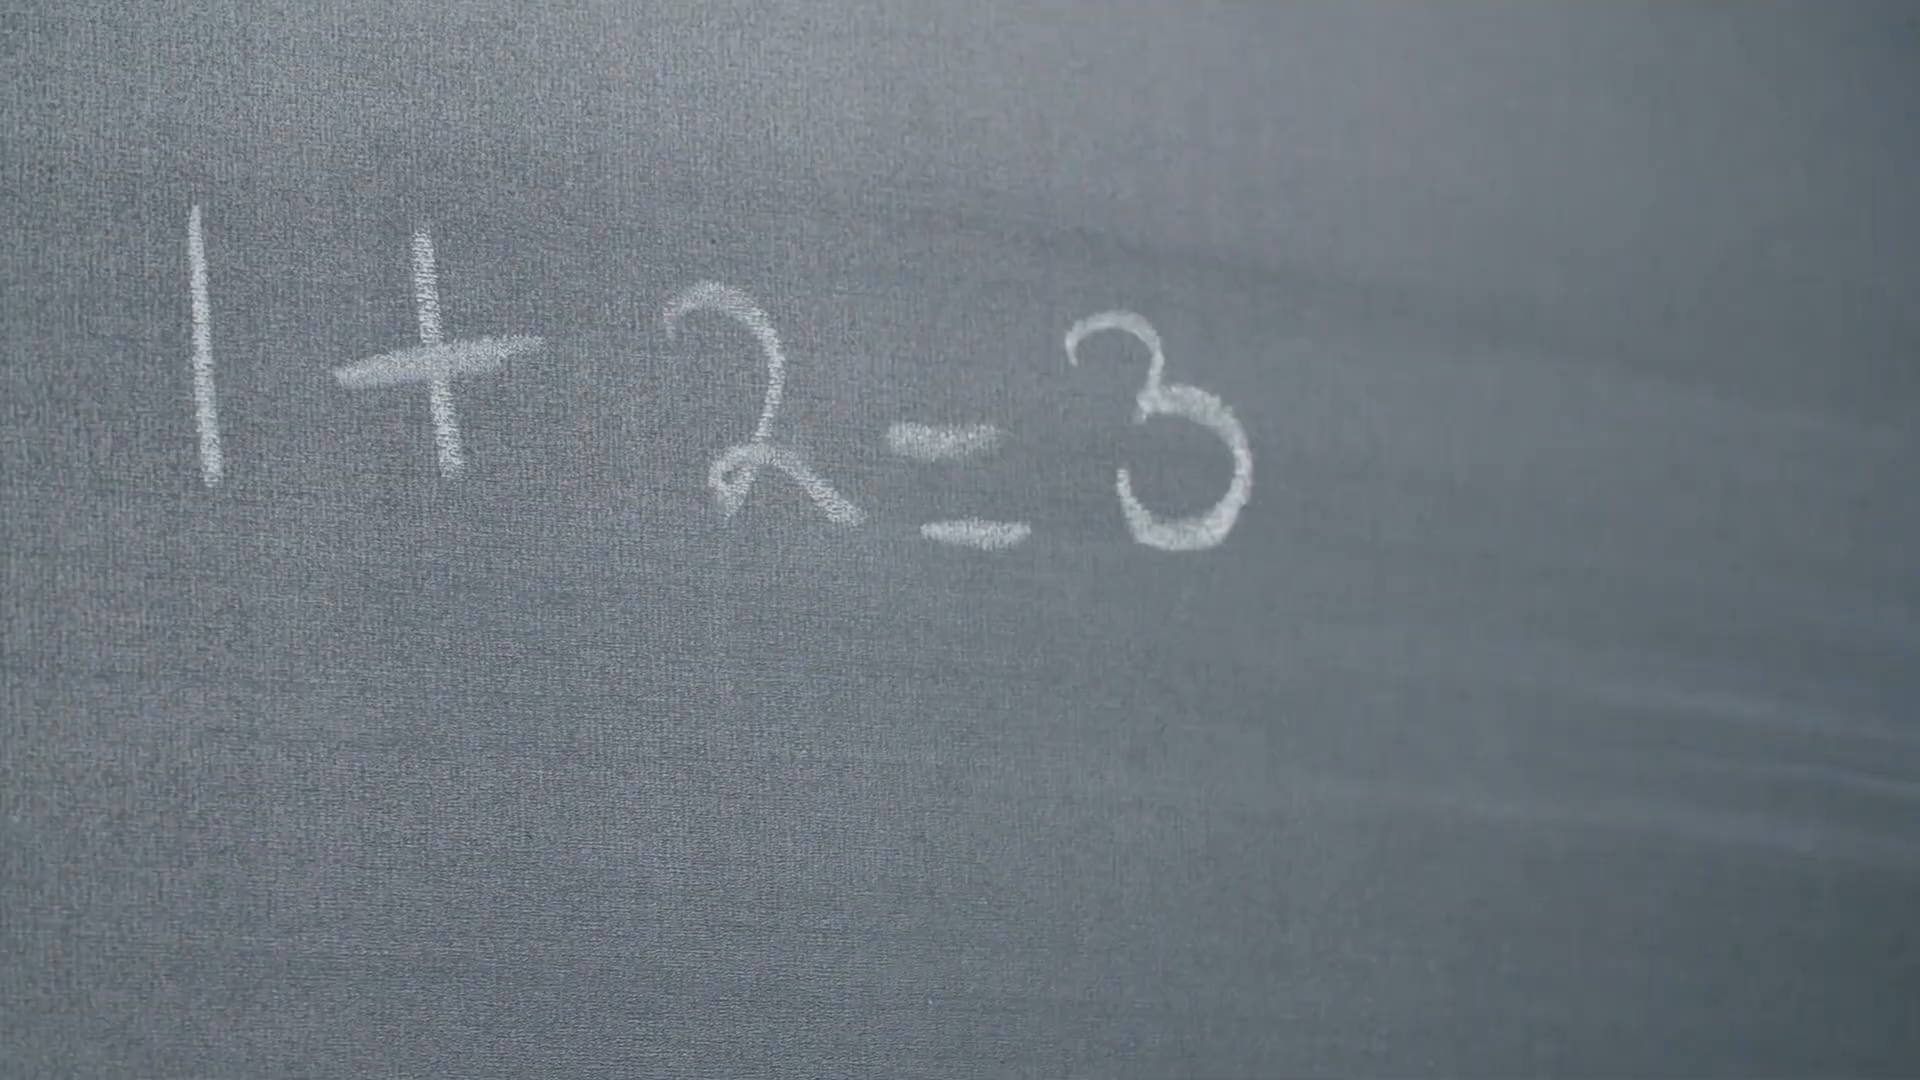 1 + 2 = 3